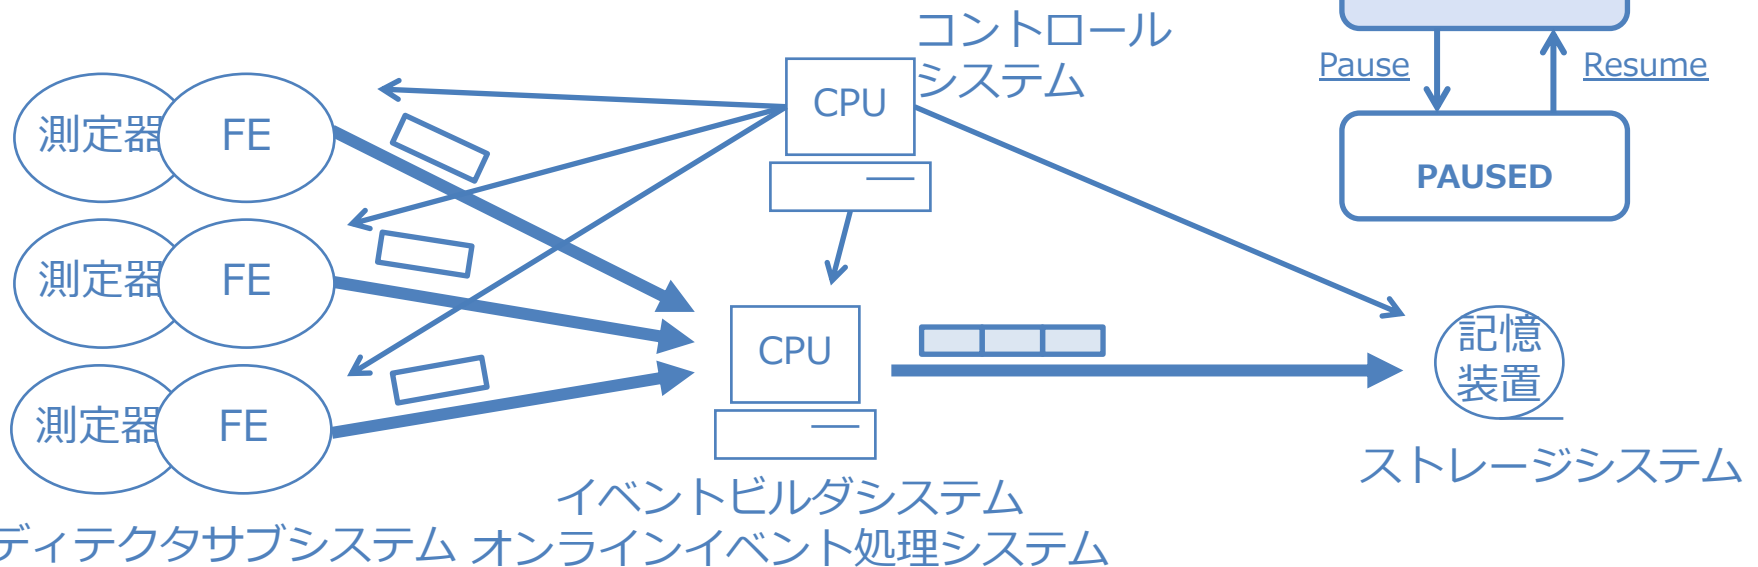 コントロール
システム
Pause
Resume
PAUSED
CPU
測定器
FE
測定器
FE
測定器
FE
CPU
記憶
装置
ストレージシステム
イベントビルダシステム
ディテクタサブシステム
オンラインイベント処理システム